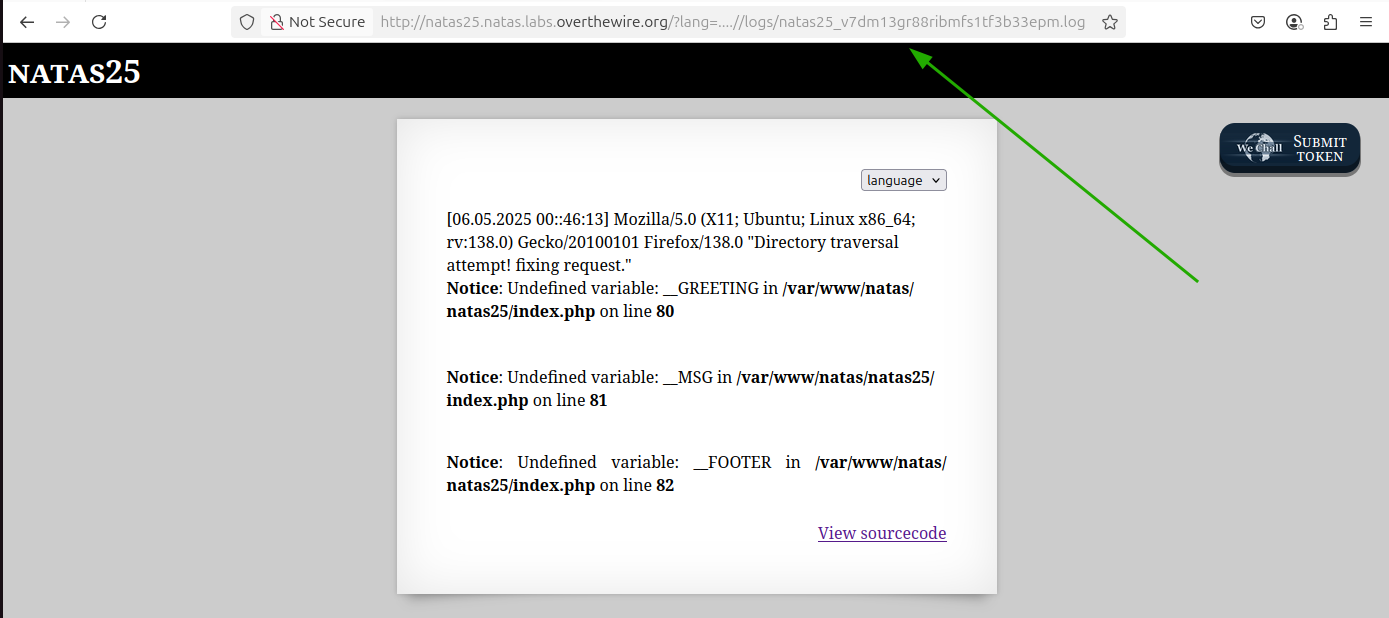 Not Secure
http://natas25.natas.labs.overthewire.org/?lang=....//logs/natas25_v7dm13gr88ribmfs1tf3b33epm.log
NATAS25
We Chall
SUBMIT
TOKEN
language
[06.05.2025 00::46:13] Mozilla/5.0 (X11; Ubuntu; Linux x86_64;
rv:138.0) Gecko/20100101 Firefox/138.0 "Directory traversal
attempt! fixing request."
Notice: Undefined variable: __GREETING in /var/www/natas/
natas25/index.php on line 80
Notice: Undefined variable: __MSG in /var/www/natas/natas25/
index.php on line 81
Notice: Undefined variable: __FOOTER in /var/www/natas/
natas25/index.php on line 82
View sourcecode